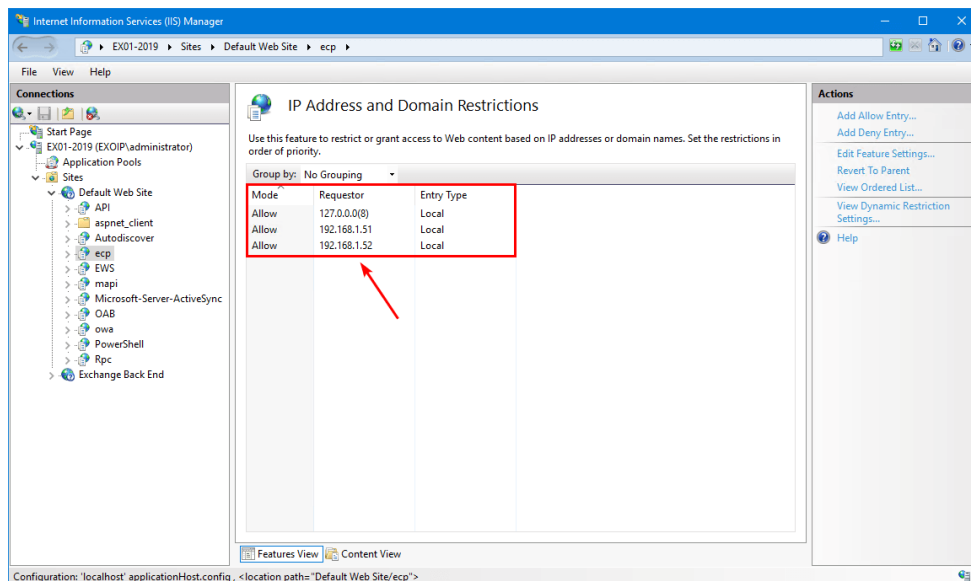 Internet Information Services (IIS) Manager
EX01-2019 Sites Default Web Site ecp
File View Help
Connections
Start Page
EX01-2019 (EXOIP\administrator)
Application Pools
Sites
Default Web Site
API
aspnet_client
Autodiscover
ecp
EWS
mapi
Microsoft-Server-ActiveSync
OAB
owa
PowerShell
Rpc
Exchange Back End
IP Address and Domain Restrictions
Use this feature to restrict or grant access to Web content based on IP addresses or domain names. Set the restrictions in
order of priority.
Group by: No Grouping
Mode Requestor Entry Type
Allow 127.0.0.0(8) Local
Allow 192.168.1.51 Local
Allow 192.168.1.52 Local
Features View Content View
Actions
Add Allow Entry...
Add Deny Entry...
Edit Feature Settings...
Revert To Parent
View Ordered List...
View Dynamic Restriction
Settings...
Help
Configuration: 'localhost' applicationHost.config , <location path="Default Web Site/ecp">